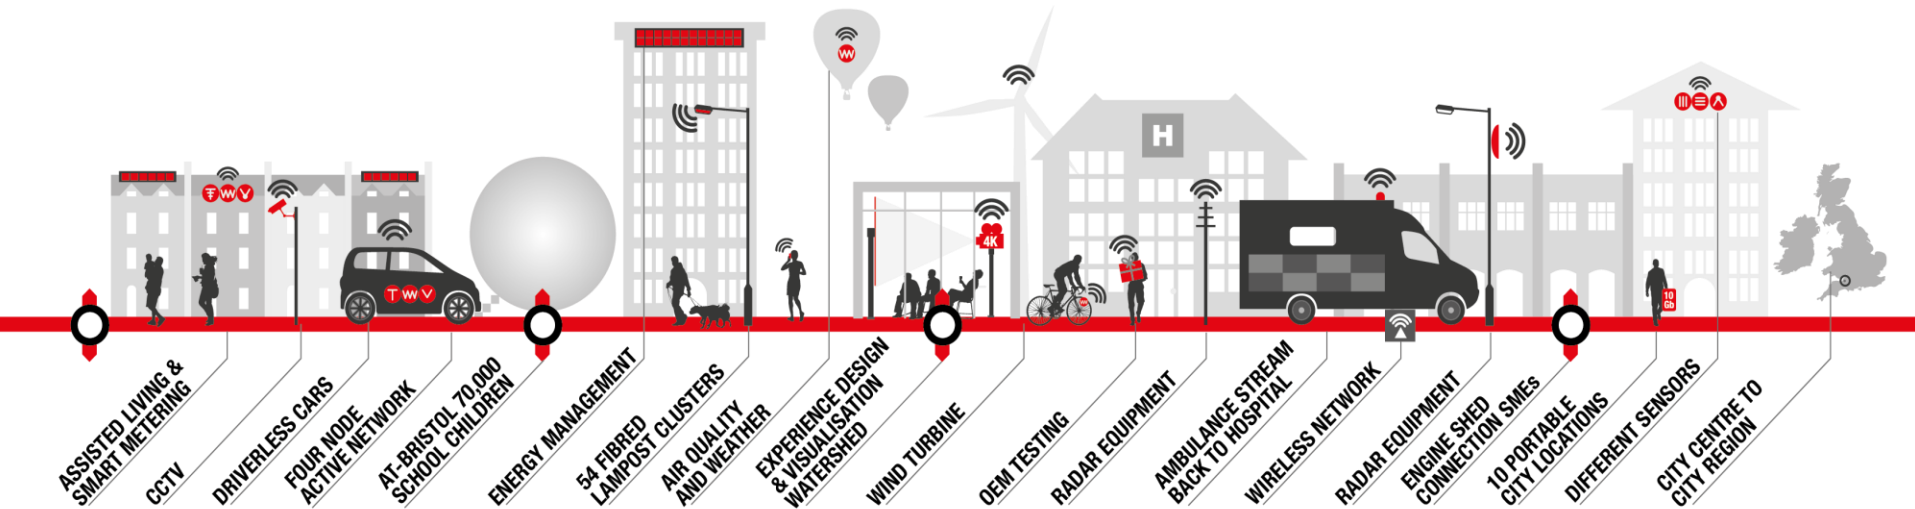 4K
H
10
Gb
T W V
ASSISTED LIVING &
SMART METERING
CCTV
DRIVERLESS CARS
FOUR NODE
ACTIVE NETWORK
AT-BRISTOL 70,000
SCHOOL CHILDREN
ENERGY MANAGEMENT
54 FIBRED
LAMPOST CLUSTERS
AIR QUALITY
AND WEATHER
EXPERIENCE DESIGN
& VISUALISATION
WATERSHED
WIND TURBINE
OEM TESTING
RADAR EQUIPMENT
AMBULANCE STREAM
BACK TO HOSPITAL
WIRELESS NETWORK
RADAR EQUIPMENT
ENGINE SHED
CONNECTION SMEs
10 PORTABLE
CITY LOCATIONS
DIFFERENT SENSORS
CITY CENTRE TO
CITY REGION